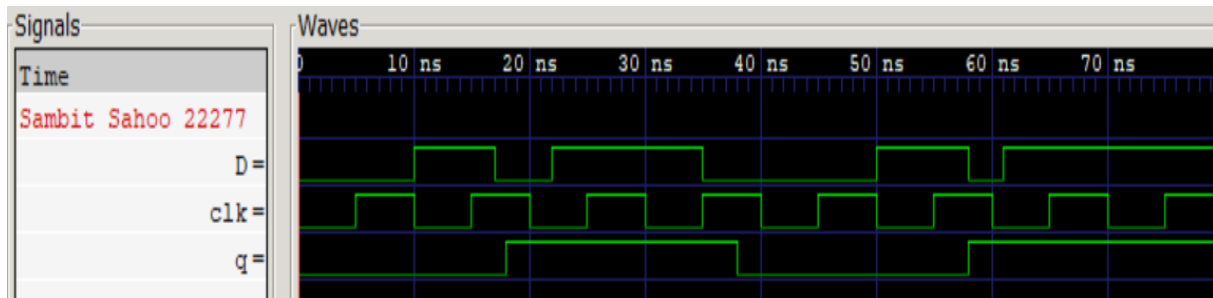 Signals
Waves
Time
0 10 ns 20 ns 30 ns 40 ns 50 ns 60 ns 70 ns
Sambit Sahoo 22277
D=
clk=
q=